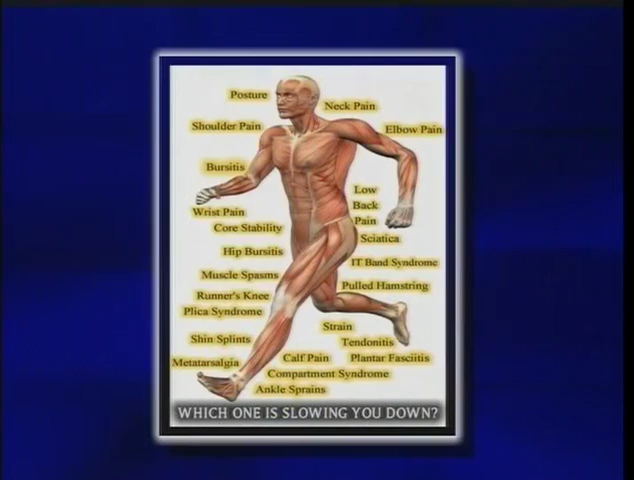 Posture
Neck Pain
Shoulder Pain
Elbow Pain
Bursitis
Low
Back
Pain
Wrist Pain
Core Stability
Sciatica
Hip Bursitis
IT Band Syndrome
Muscle Spasms
Pulled Hamstring
Runner's Knee
Plica Syndrome
Strain
Shin Splints
Tendonitis
Metatarsalgia
Calf Pain
Plantar Fasciitis
Compartment Syndrome
Ankle Sprains
WHICH ONE IS SLOWING YOU DOWN?